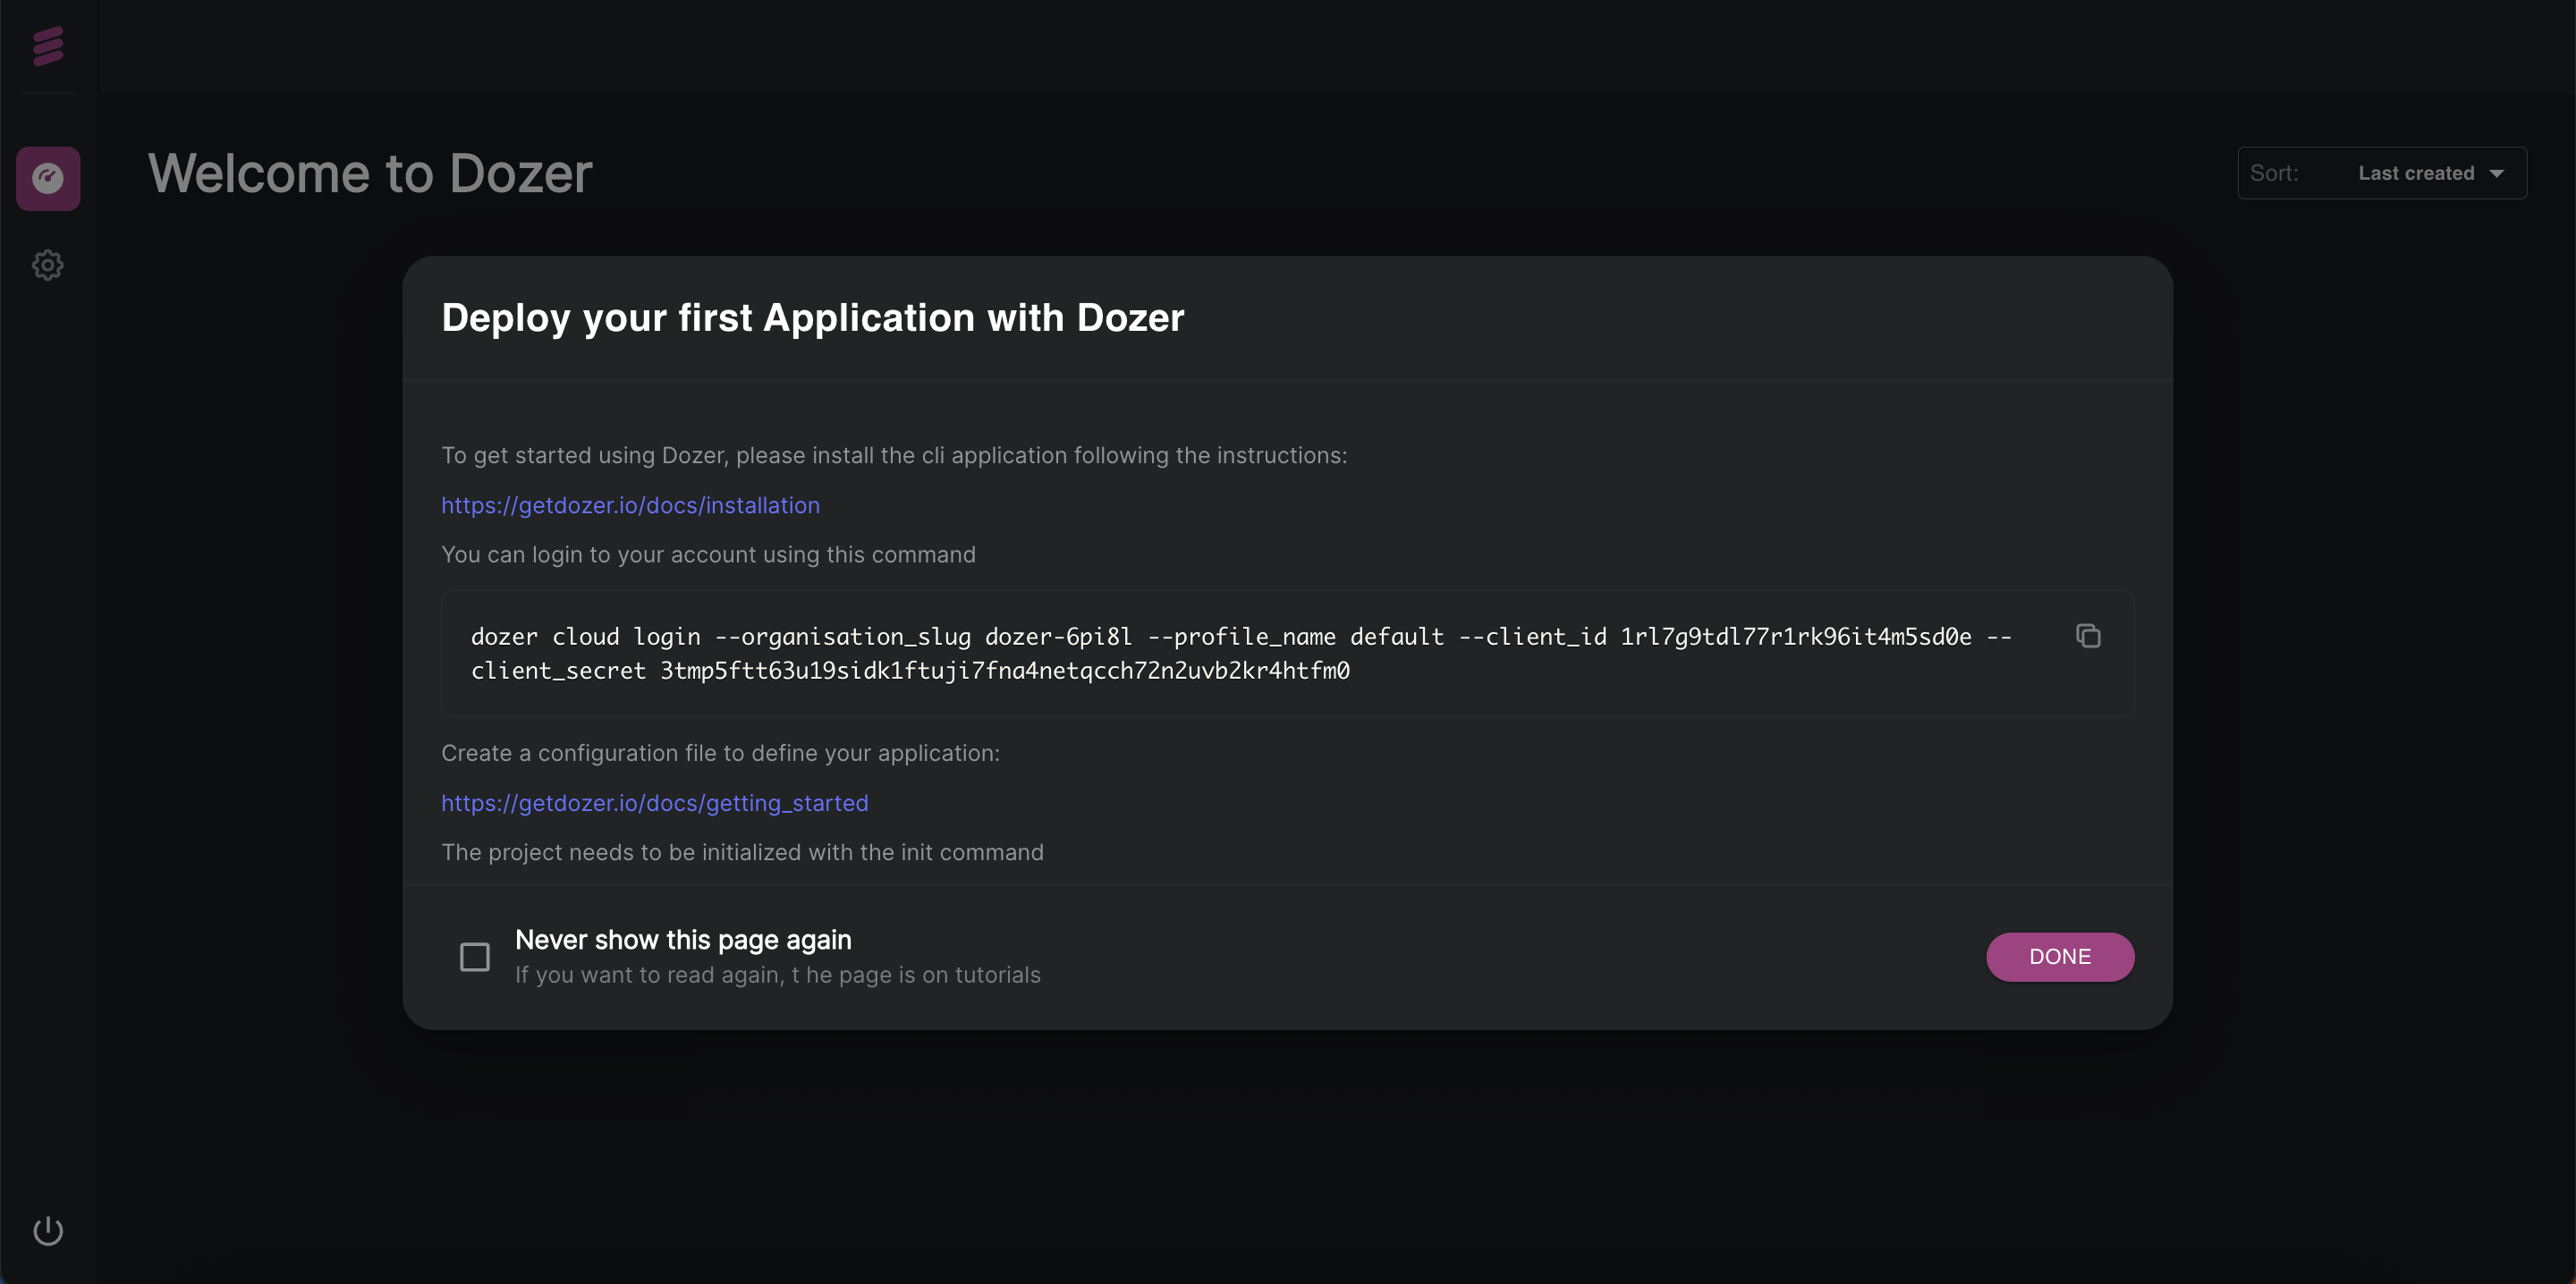 Welcome to Dozer
Sort: Last created
Deploy your first Application with Dozer
To get started using Dozer, please install the cli application following the instructions:
https://getdozer.io/docs/installation
You can login to your account using this command
dozer cloud login --organisation_slug dozer-6pi8l --profile_name default --client_id 1rl7g9tdl77r1rk96it4m5sd0e --
client_secret 3tmp5ftt63u19sidk1ftuji7fna4netqcch72n2uvb2kr4htfm0
Create a configuration file to define your application:
https://getdozer.io/docs/getting_started
The project needs to be initialized with the init command
Never show this page again
If you want to read again, t he page is on tutorials
DONE